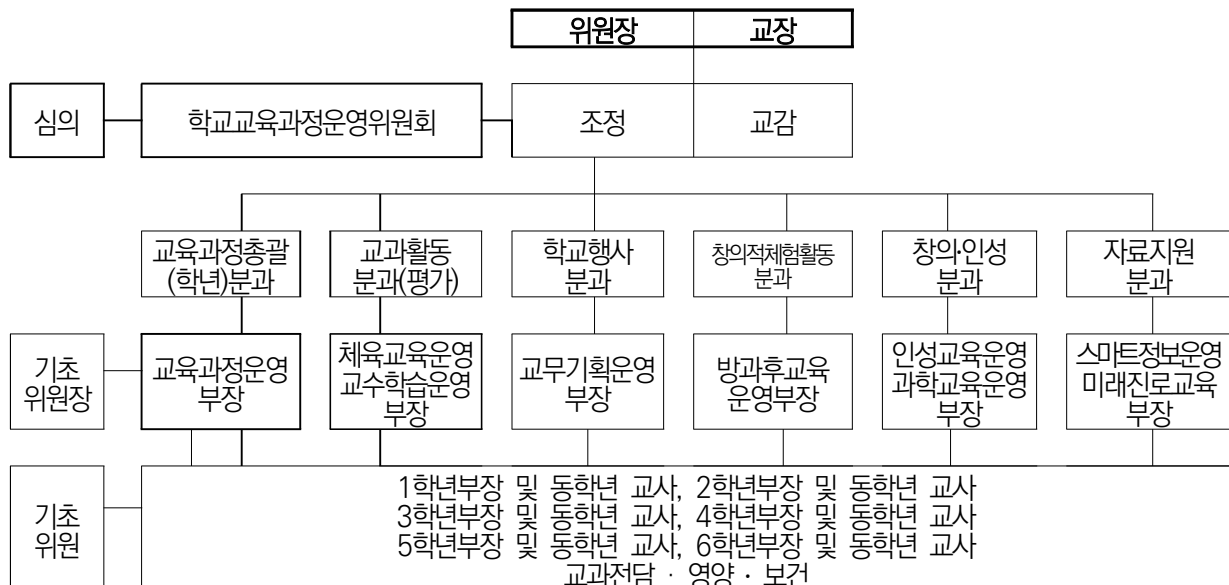 위원장 교장
심의 학교교육과정운영위원회 조정 교감
교육과정총괄
(학년)분과
교과활동
분과(평가)
학교행사
분과
창의적체험활동
분과
창의·인성
분과
자료지원
분과
기초
위원장
교육과정운영
부장
체육교육운영
교수학습운영
부장
교무기획운영
부장
방과후교육
운영부장
인성교육운영
과학교육운영
부장
스마트정보운영
미래진로교육
부장
기초
위원
1학년부장 및 동학년 교사, 2학년부장 및 동학년 교사
3학년부장 및 동학년 교사, 4학년부장 및 동학년 교사
5학년부장 및 동학년 교사, 6학년부장 및 동학년 교사
교과전담 · 영양 · 보건